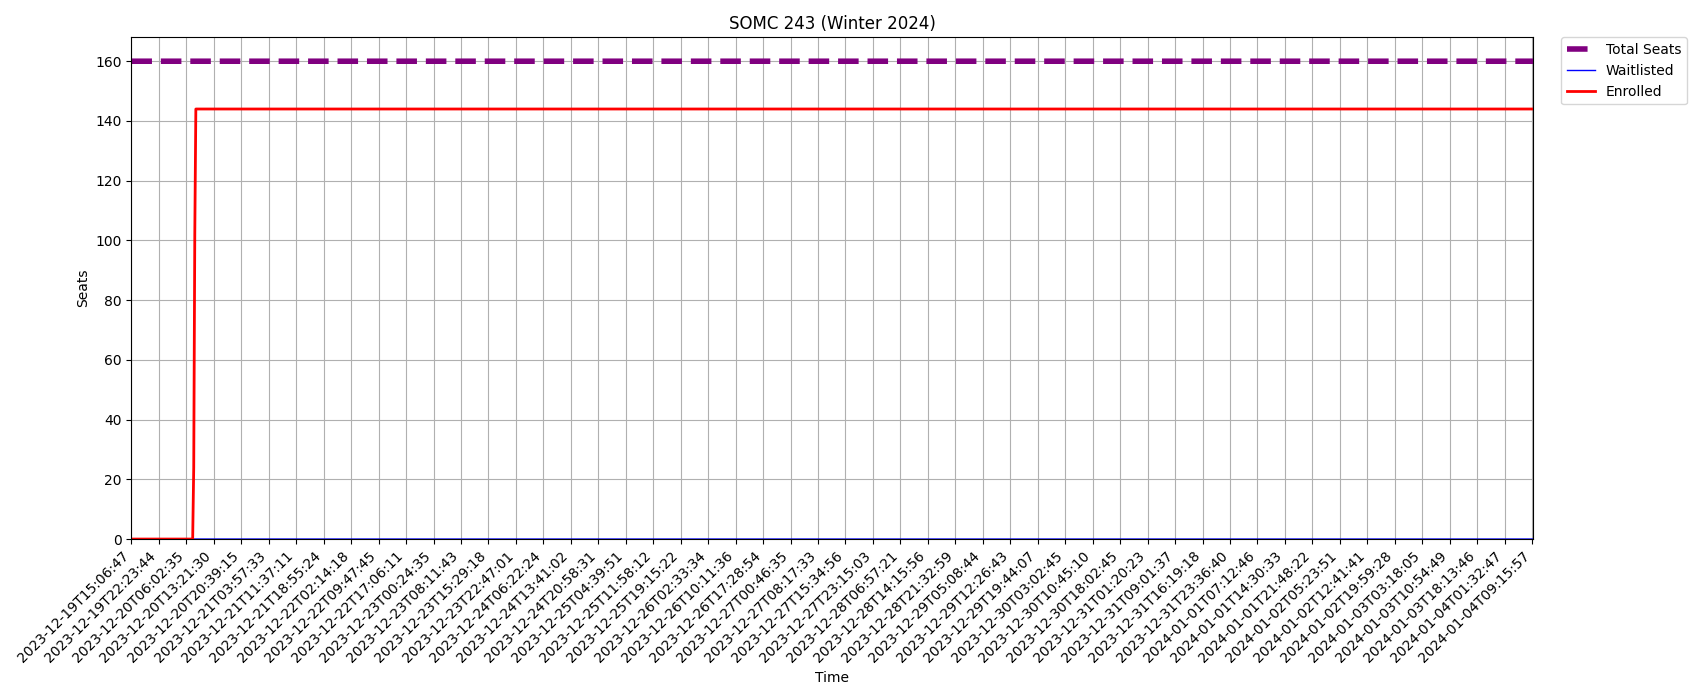 SOMC 243 (Winter 2024)
Total Seats
Waitlisted
Enrolled
160
140
120
100
80
60
40
20
0
Seats
2023-12-19T15:06:47
2023-12-19T22:23:44
2023-12-20T06:02:35
2023-12-20T13:21:30
2023-12-20T20:39:15
2023-12-21T03:57:33
2023-12-21T11:37:11
2023-12-21T18:55:24
2023-12-22T02:14:18
2023-12-22T09:47:45
2023-12-22T17:06:11
2023-12-23T00:24:35
2023-12-23T08:11:43
2023-12-23T15:29:18
2023-12-23T22:47:01
2023-12-24T06:22:24
2023-12-24T13:41:02
2023-12-24T20:58:31
2023-12-25T04:39:51
2023-12-25T11:58:12
2023-12-25T19:15:22
2023-12-26T02:33:34
2023-12-26T10:11:36
2023-12-26T17:28:54
2023-12-27T00:46:35
2023-12-27T08:17:33
2023-12-27T15:34:56
2023-12-27T23:15:03
2023-12-28T06:57:21
2023-12-28T14:15:56
2023-12-28T21:32:59
2023-12-29T05:08:44
2023-12-29T12:26:43
2023-12-29T19:44:07
2023-12-30T03:02:45
2023-12-30T10:45:10
2023-12-30T18:02:45
2023-12-31T01:20:23
2023-12-31T09:01:37
2023-12-31T16:19:18
2023-12-31T23:36:40
2024-01-01T07:12:46
2024-01-01T14:30:33
2024-01-01T21:48:22
2024-01-02T05:23:51
2024-01-02T12:41:41
2024-01-02T19:59:28
2024-01-03T03:18:05
2024-01-03T10:54:49
2024-01-03T18:13:46
2024-01-04T01:32:47
2024-01-04T09:15:57
Time